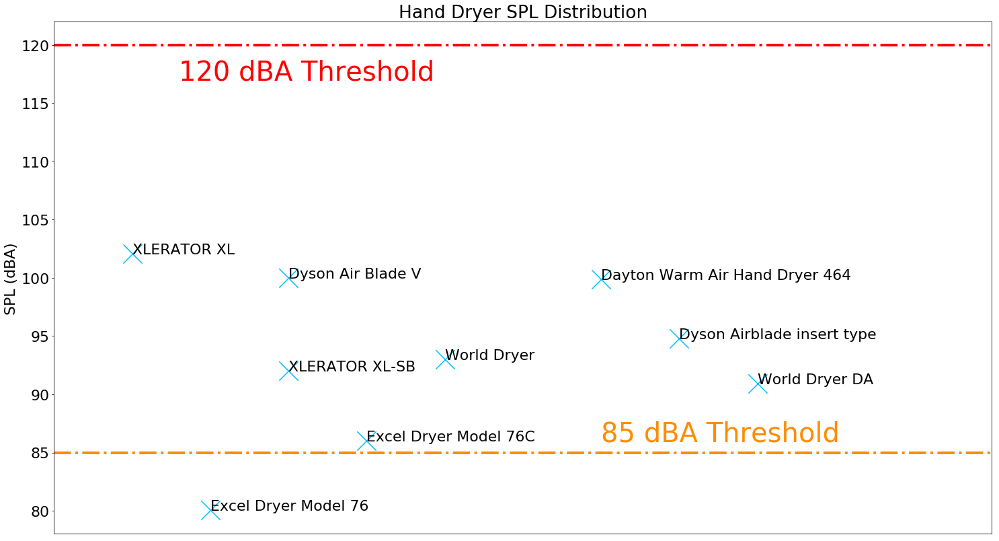 Hand Dryer SPL Distribution
120
120 dBA Threshold
115
110
105
XLERATOR XL
SPL (dBA)
100
Dyson Air Blade V
Dayton Warm Air Hand Dryer 464
95
Dyson Airblade insert type
World Dryer
XLERATOR XL-SB
World Dryer DA
90
Excel Dryer Model 76C
85 dBA Threshold
85
Excel Dryer Model 76
80